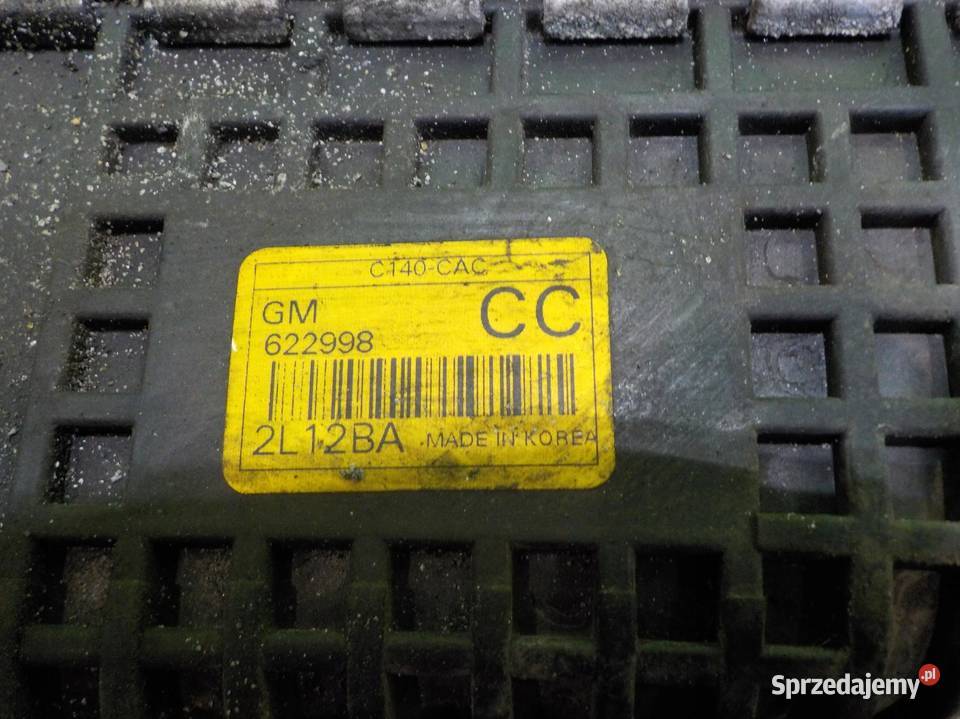 C140-CAC
GM
CC
622998
2L12BA MADE IN KOREA
Sprzedajemy.pl